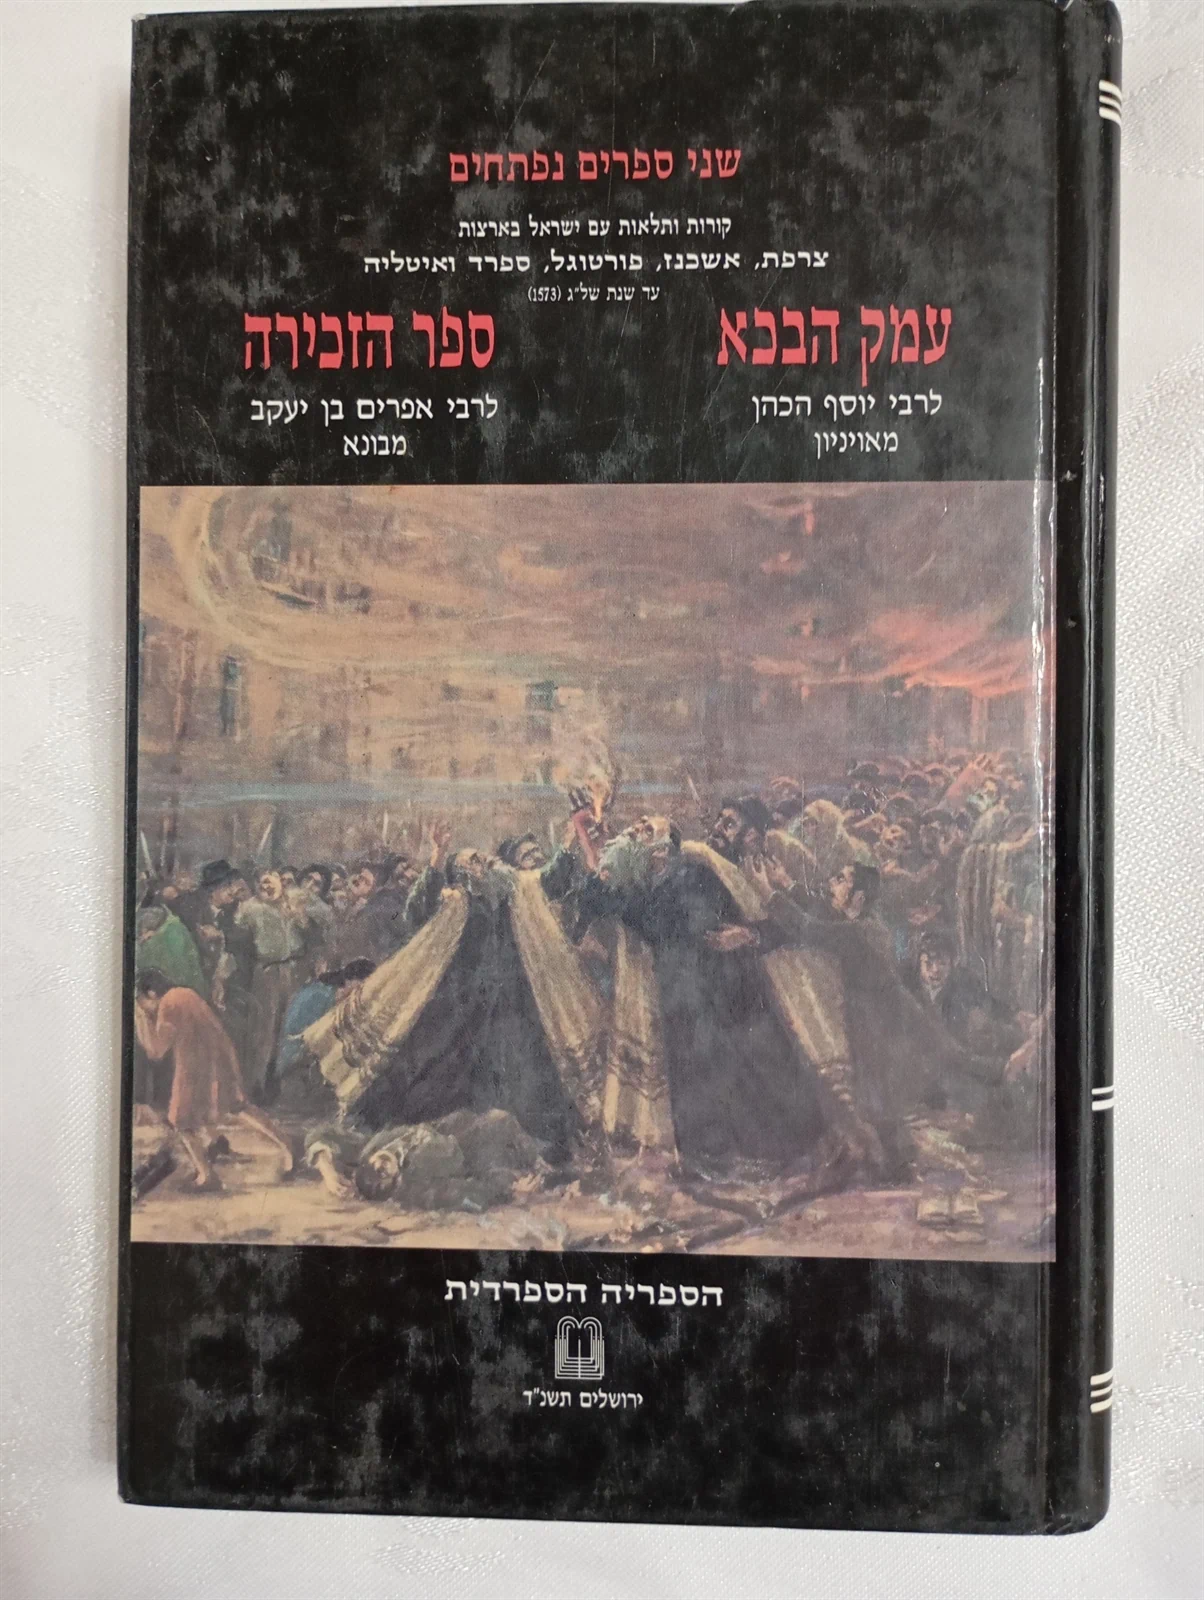 שני ספרים נפתחים
קורות ותלאות עם ישראל בארצות
צרפת, אשכנז, פורטוגל, ספרד ואיטליה
עד שנת של"ג (1573)
עמק הבכא
לרבי יוסף הכהן
מאויניון
ספר הזכירה
לרבי אפרים בן יעקב
מבונא
הספריה הספרדית
ירושלים תשנ"ד